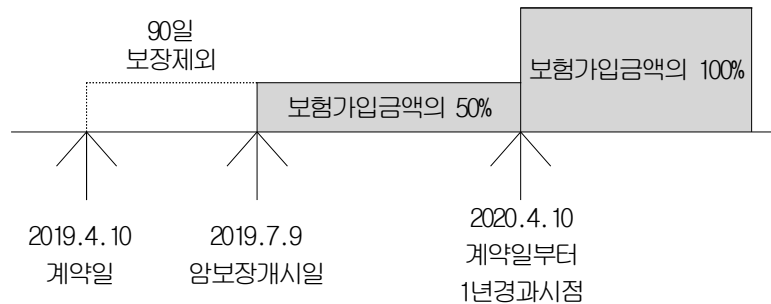 90일
보장제외
보험가입금액의 50%
보험가입금액의 100%
2019.4.10
계약일
2019.7.9
암보장개시일
2020.4.10
계약일부터
1년경과시점